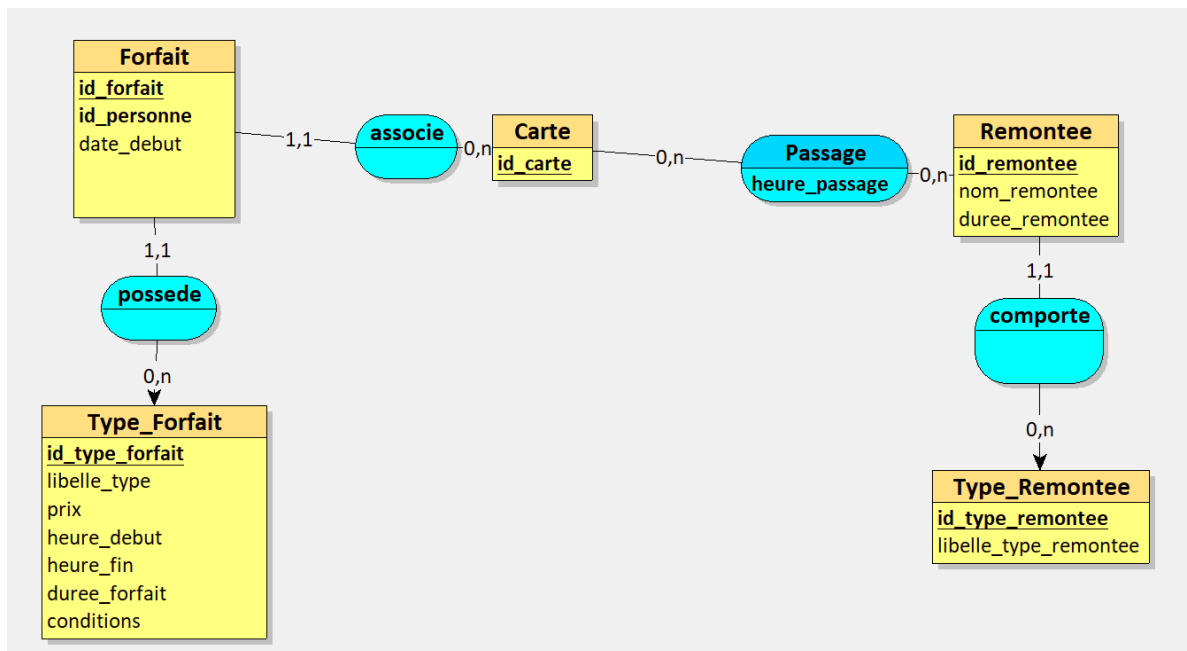 Forfait
id_forfait
id_personne
date_debut
1,1
associe
0,n
Carte
id_carte
0,n
Passage
heure_passage
0,n
Remontee
id_remontee
nom_remontee
duree_remontee
1,1
possede
0,n
Type_Forfait
id_type_forfait
libelle_type
prix
heure_debut
heure_fin
duree_forfait
conditions
1,1
comporte
0,n
Type_Remontee
id_type_remontee
libelle_type_remontee